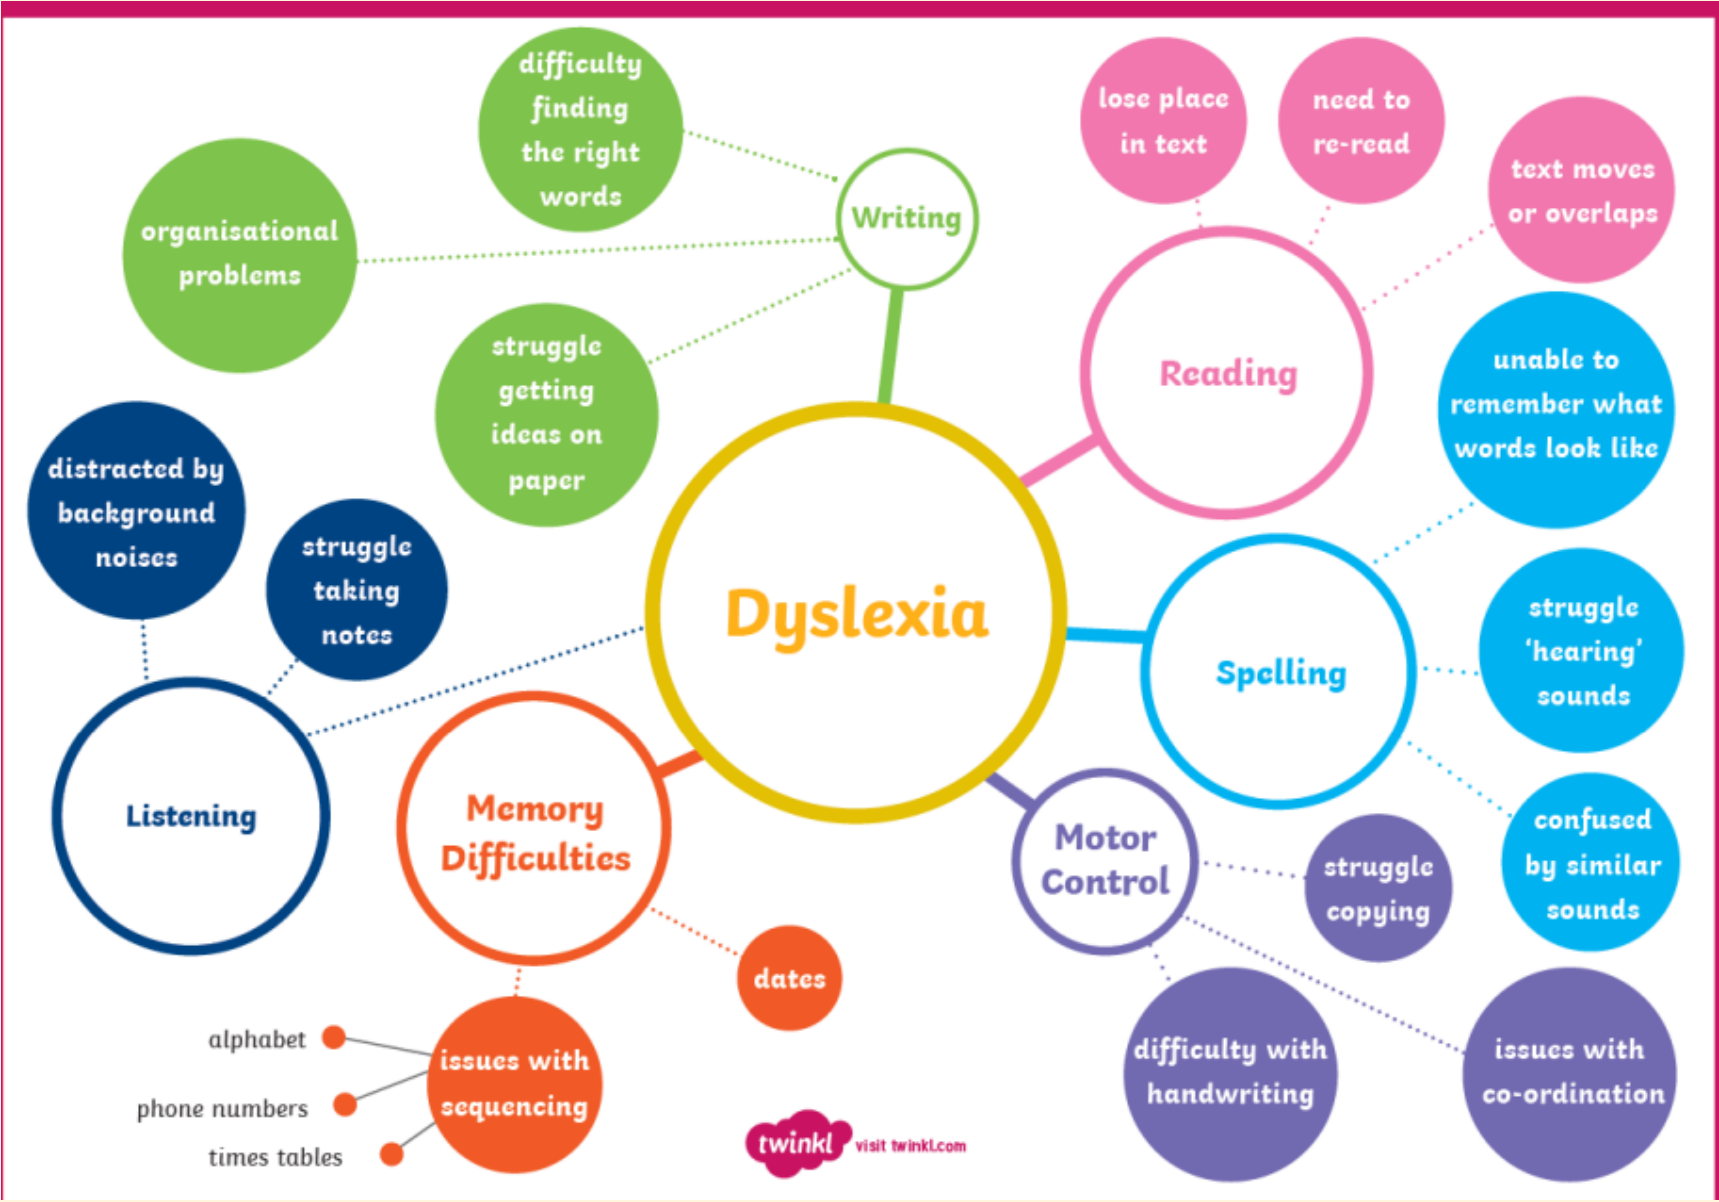 Dyslexia
Writing
difficulty
finding
the right
words
organisational
problems
struggle
getting
ideas on
paper
Reading
lose place
in text
need to
re-read
text moves
or overlaps
Spelling
unable to
remember what
words look like
struggle
‘hearing’
sounds
confused
by similar
sounds
Motor
Control
struggle
copying
issues with
co-ordination
difficulty with
handwriting
Memory
Difficulties
dates
issues with
sequencing
alphabet
phone numbers
times tables
Listening
distracted by
background
noises
struggle
taking
notes
twinkl
visit twinkl.com